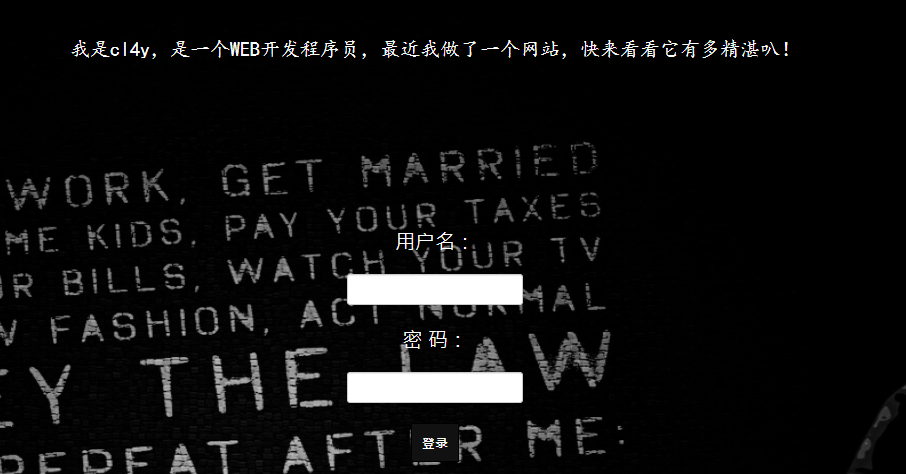 我是cl4y，是一个WEB开发程序员，最近我做了一个网站，快来看看它有多精湛叭！
WORK, GET MARRIED
ME KIDS, PAY YOUR TAXES
用户名：
R BILLS, WATCH YOUR TV
FASHION, ACT NORMAL
密 码：
EY THE LAW
登录
REPEAT AFTER ME: